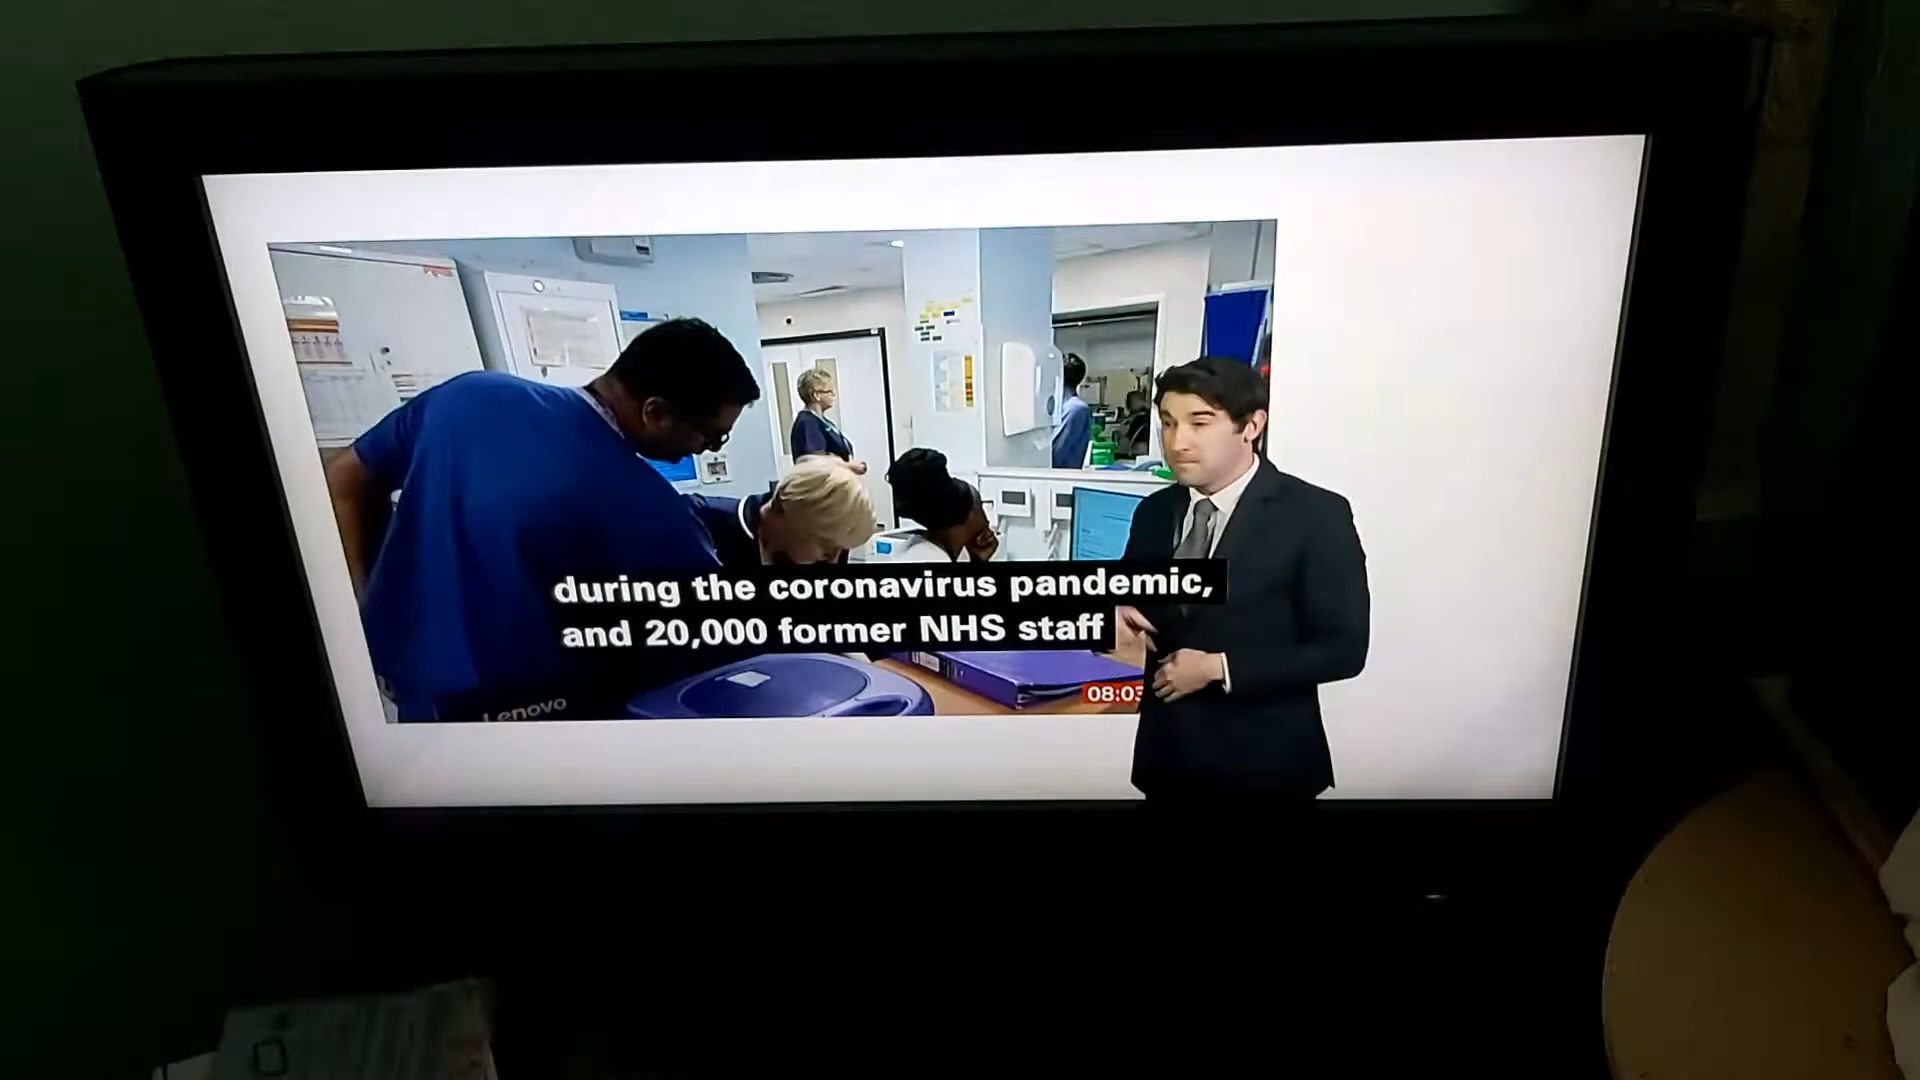 during the coronavirus pandemic,
and 20,000 former NHS staff
08:03
Lenovo